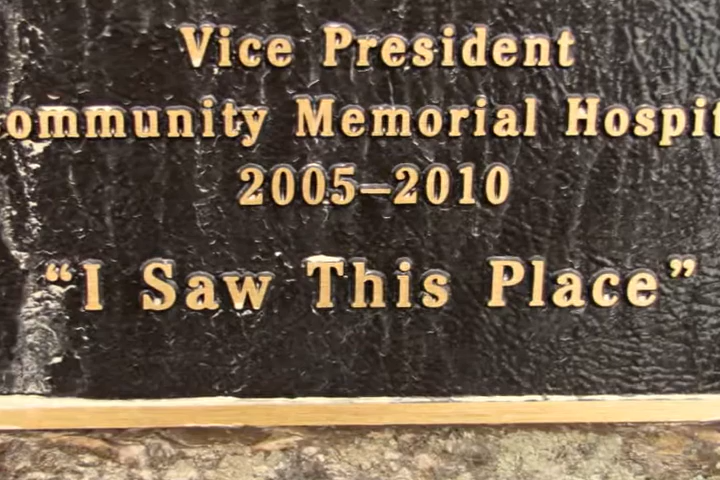 Vice President
ommunity Memorial Hospit
2005–2010
“I Saw This Place”